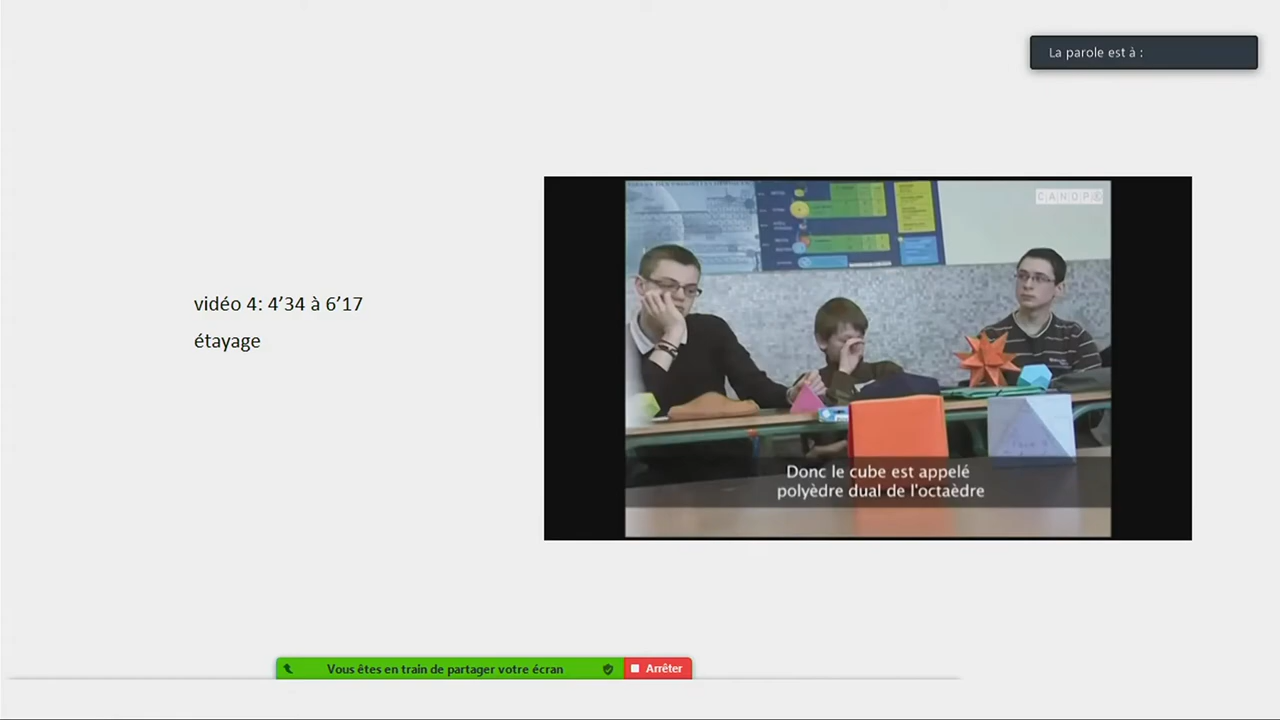 La parole est à :
CANOPÉ
vidéo 4: 4’34 à 6’17
étayage
Donc le cube est appelé
polyèdre dual de l'octaèdre
Vous êtes en train de partager votre écran
Arrêter